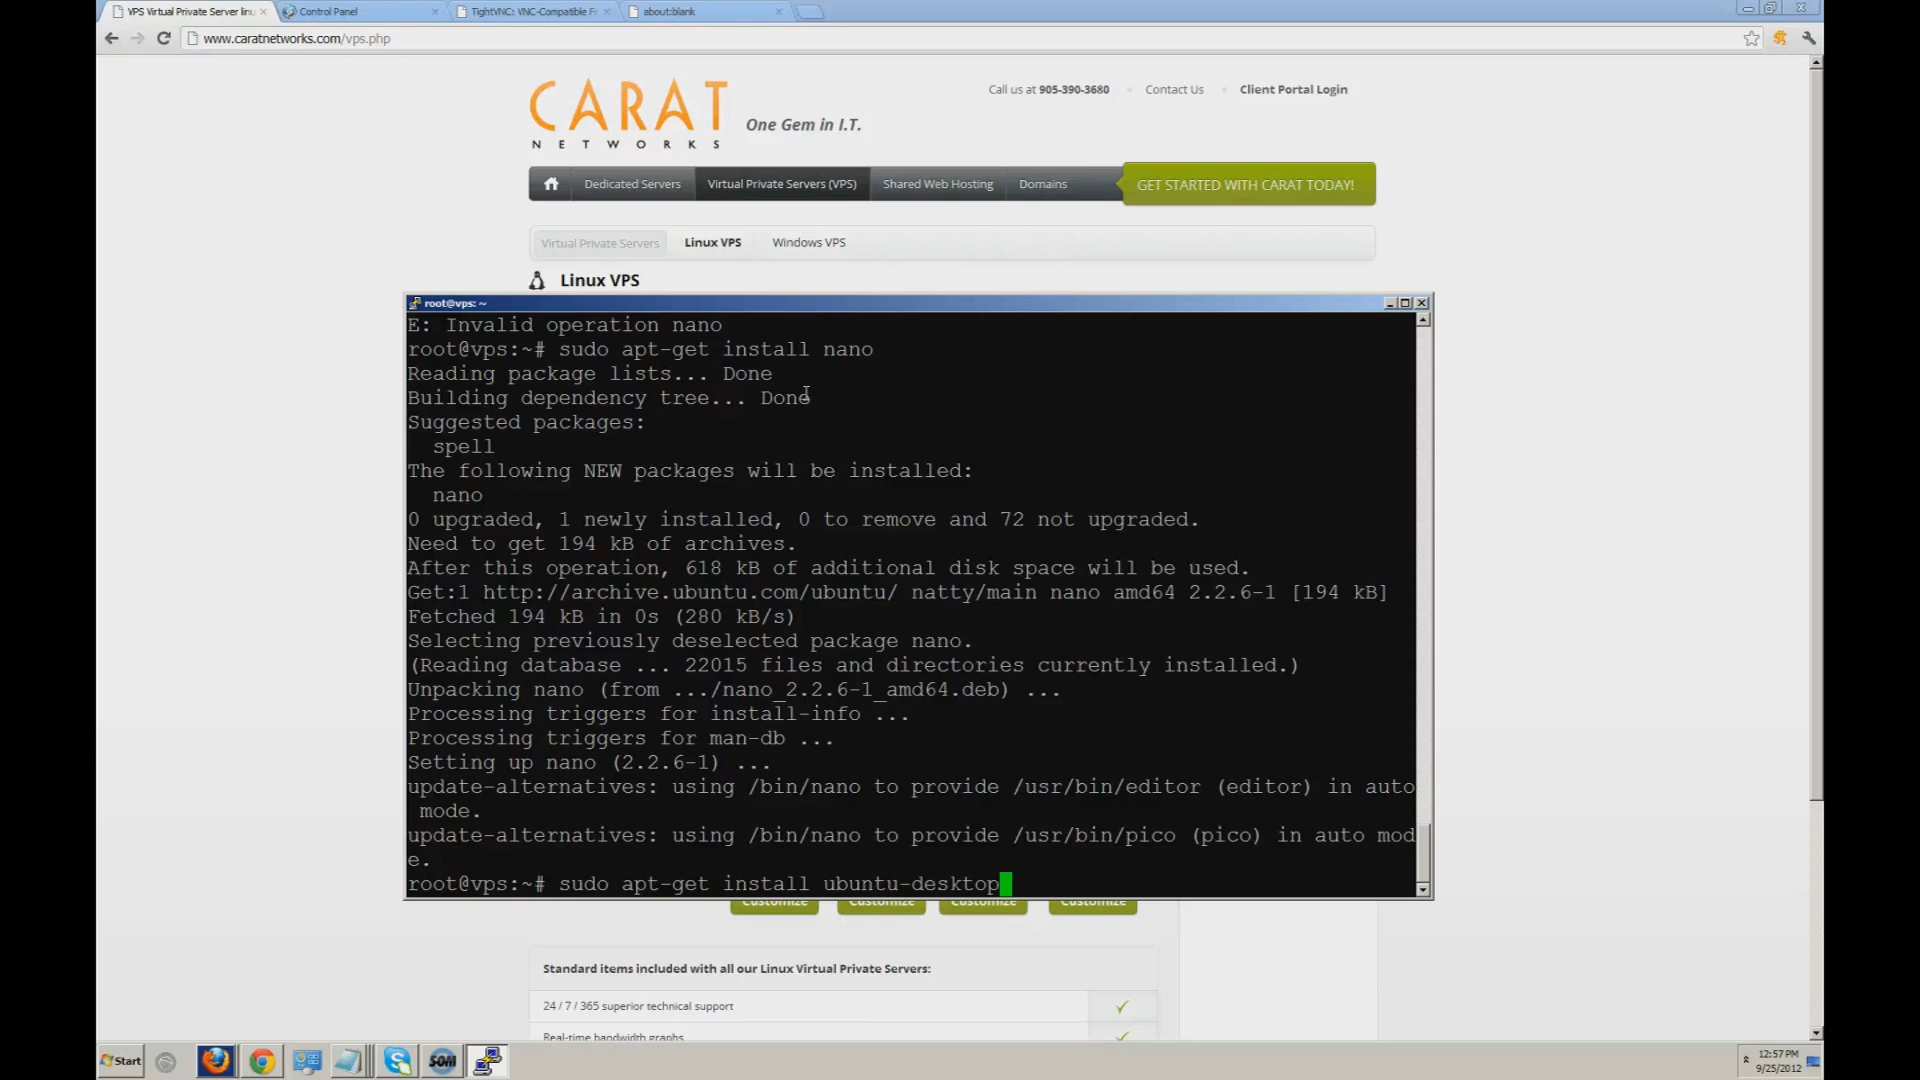 VPS Virtual Private Server linu
Control Panel
TightVNC: VNC-Compatible Fr
about:blank
www.caratnetworks.com/vps.php
CARAT
NETWORKS
One Gem in I.T.
Call us at 905-390-3680
Contact Us
Client Portal Login
Dedicated Servers
Virtual Private Servers (VPS)
Shared Web Hosting
Domains
GET STARTED WITH CARAT TODAY!
Virtual Private Servers
Linux VPS
Windows VPS
Linux VPS
root@vps: ~
E: Invalid operation nano
root@vps:~# sudo apt-get install nano
Reading package lists... Done
Building dependency tree... Done
Suggested packages:
spell
The following NEW packages will be installed:
nano
0 upgraded, 1 newly installed, 0 to remove and 72 not upgraded.
Need to get 194 kB of archives.
After this operation, 618 kB of additional disk space will be used.
Get:1 http://archive.ubuntu.com/ubuntu/ natty/main nano amd64 2.2.6-1 [194 kB]
Fetched 194 kB in 0s (280 kB/s)
Selecting previously deselected package nano.
(Reading database ... 22015 files and directories currently installed.)
Unpacking nano (from .../nano_2.2.6-1_amd64.deb) ...
Processing triggers for install-info ...
Processing triggers for man-db ...
Setting up nano (2.2.6-1) ...
update-alternatives: using /bin/nano to provide /usr/bin/editor (editor) in auto
mode.
update-alternatives: using /bin/nano to provide /usr/bin/pico (pico) in auto mod
e.
root@vps:~# sudo apt-get install ubuntu-desktop
Customize
Customize
Customize
Customize
Standard items included with all our Linux Virtual Private Servers:
24 / 7 / 365 superior technical support
Real-time bandwidth graphs
Start
SOM
12:57 PM
9/25/2012